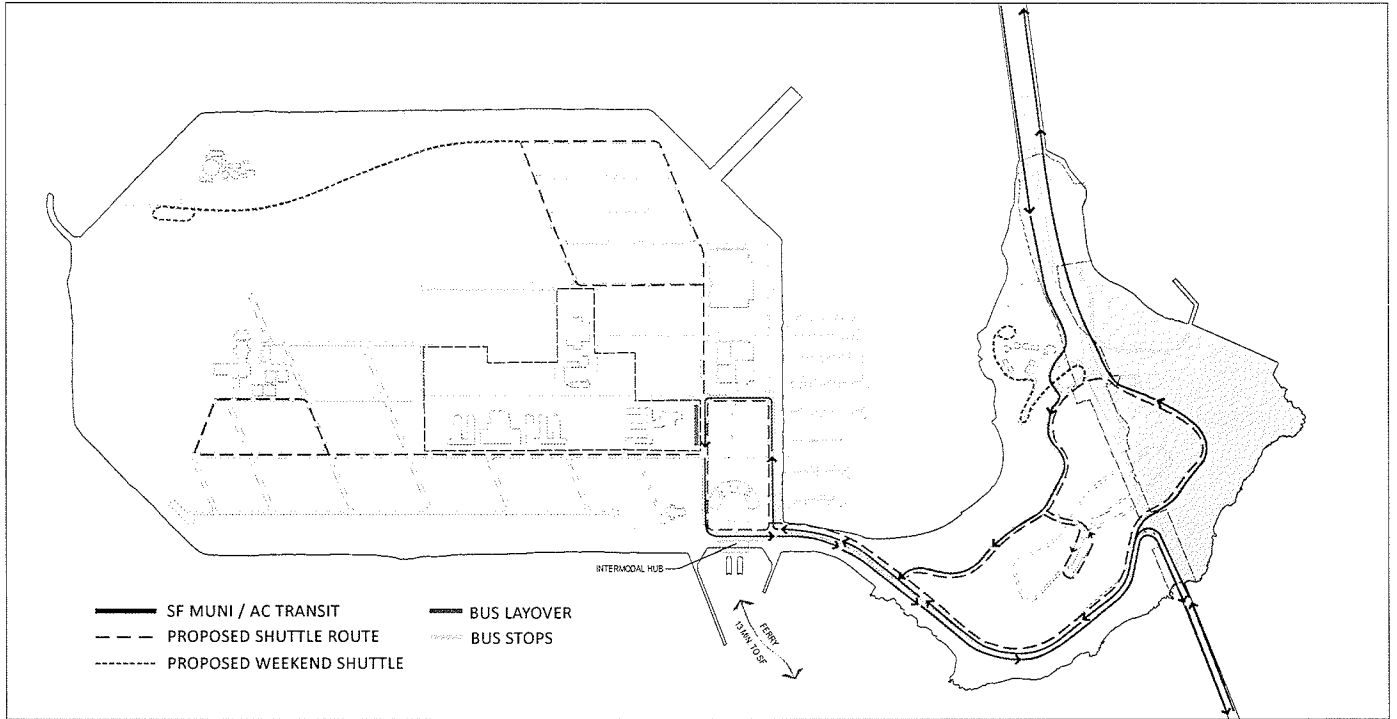 INTERMODAL HUB
FERRY
13 MIN TO SF
SF MUNI / AC TRANSIT
PROPOSED SHUTTLE ROUTE
PROPOSED WEEKEND SHUTTLE
BUS LAYOVER
BUS STOPS